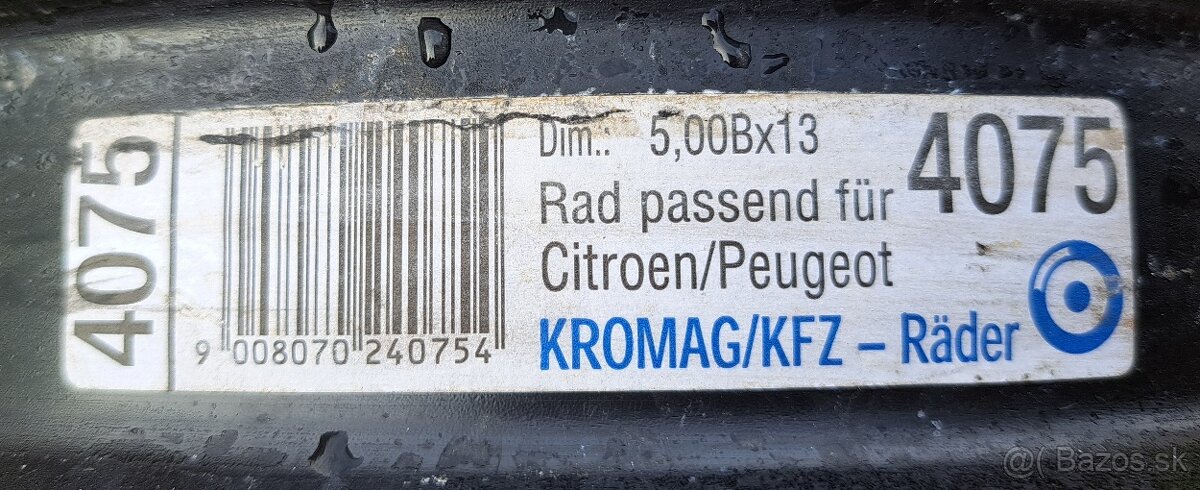 4075
Dim.: 5,00Bx13
4075
Rad passend für
Citroen/Peugeot
KROMAG/KFZ – Räder
9 008070 240754
@( Bazos.sk